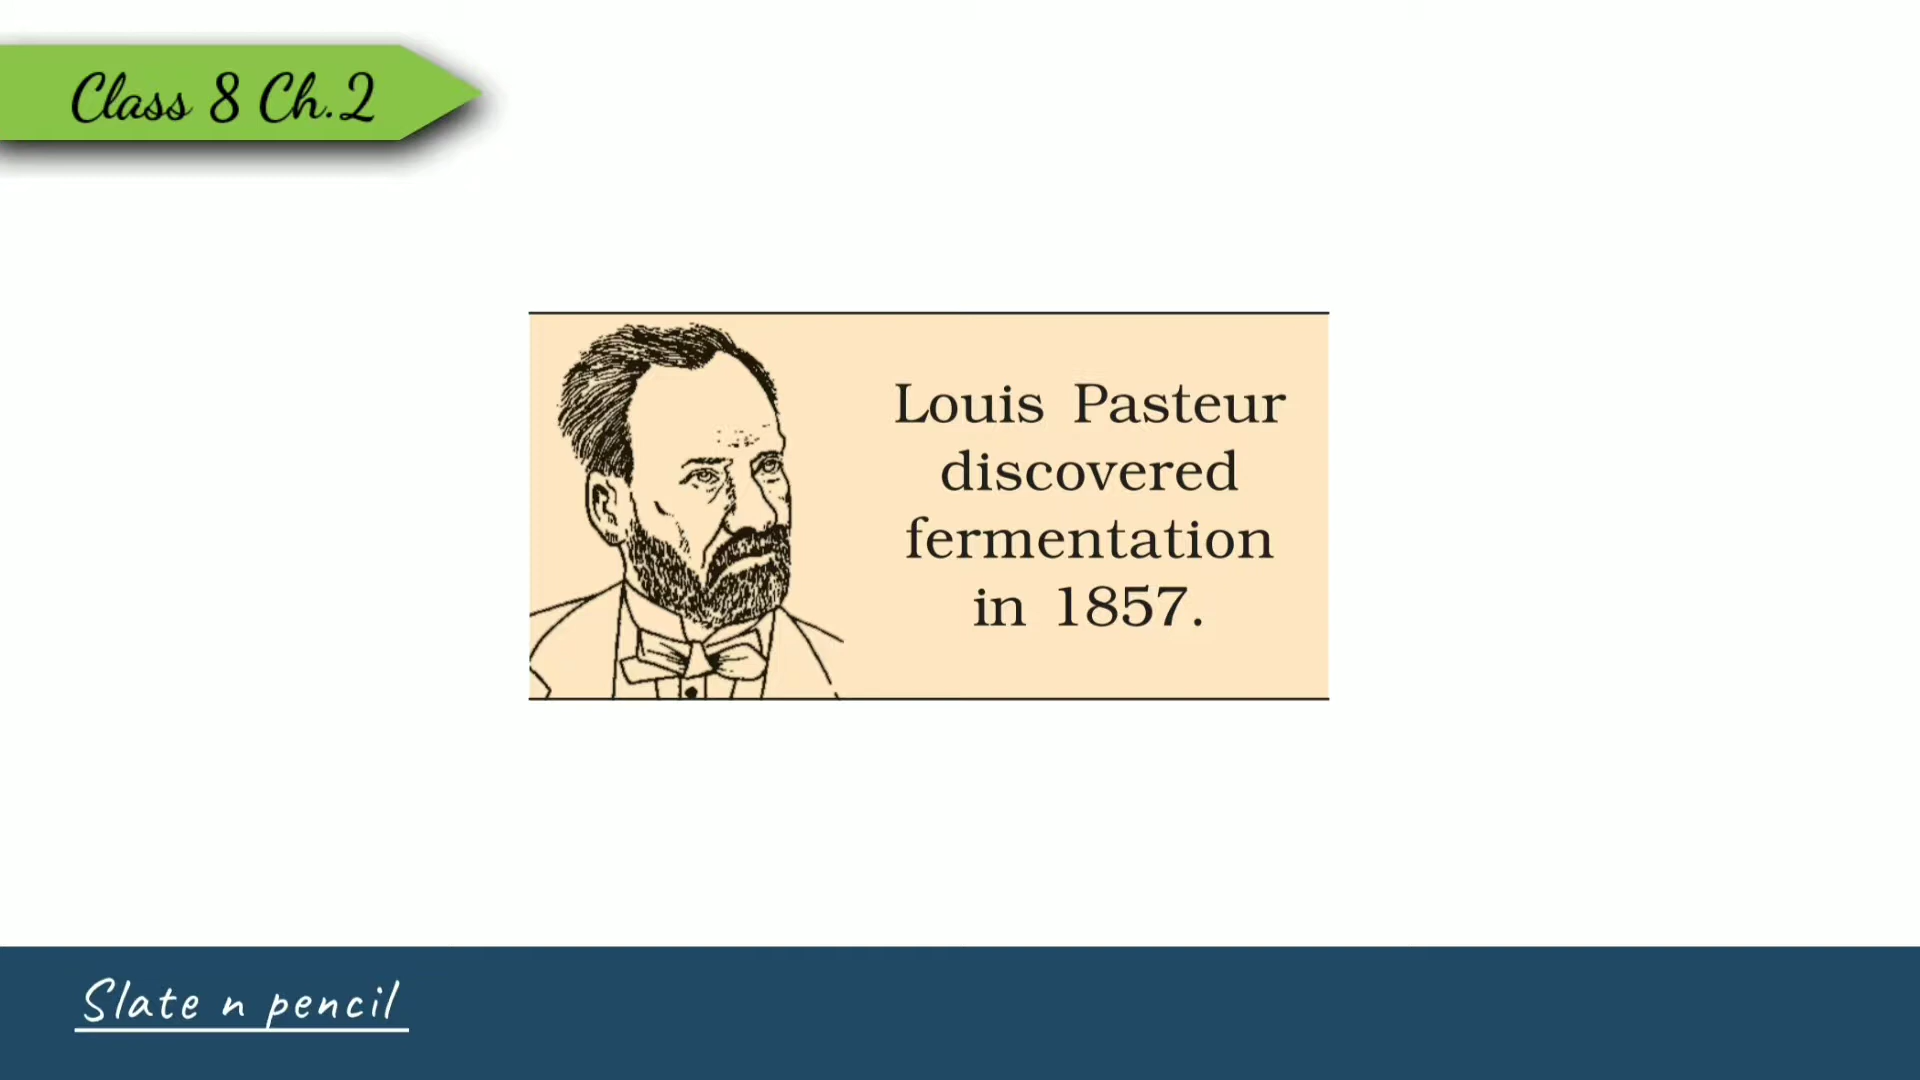 Class 8 Ch.2
Louis Pasteur
discovered
fermentation
in 1857.
Slate n pencil